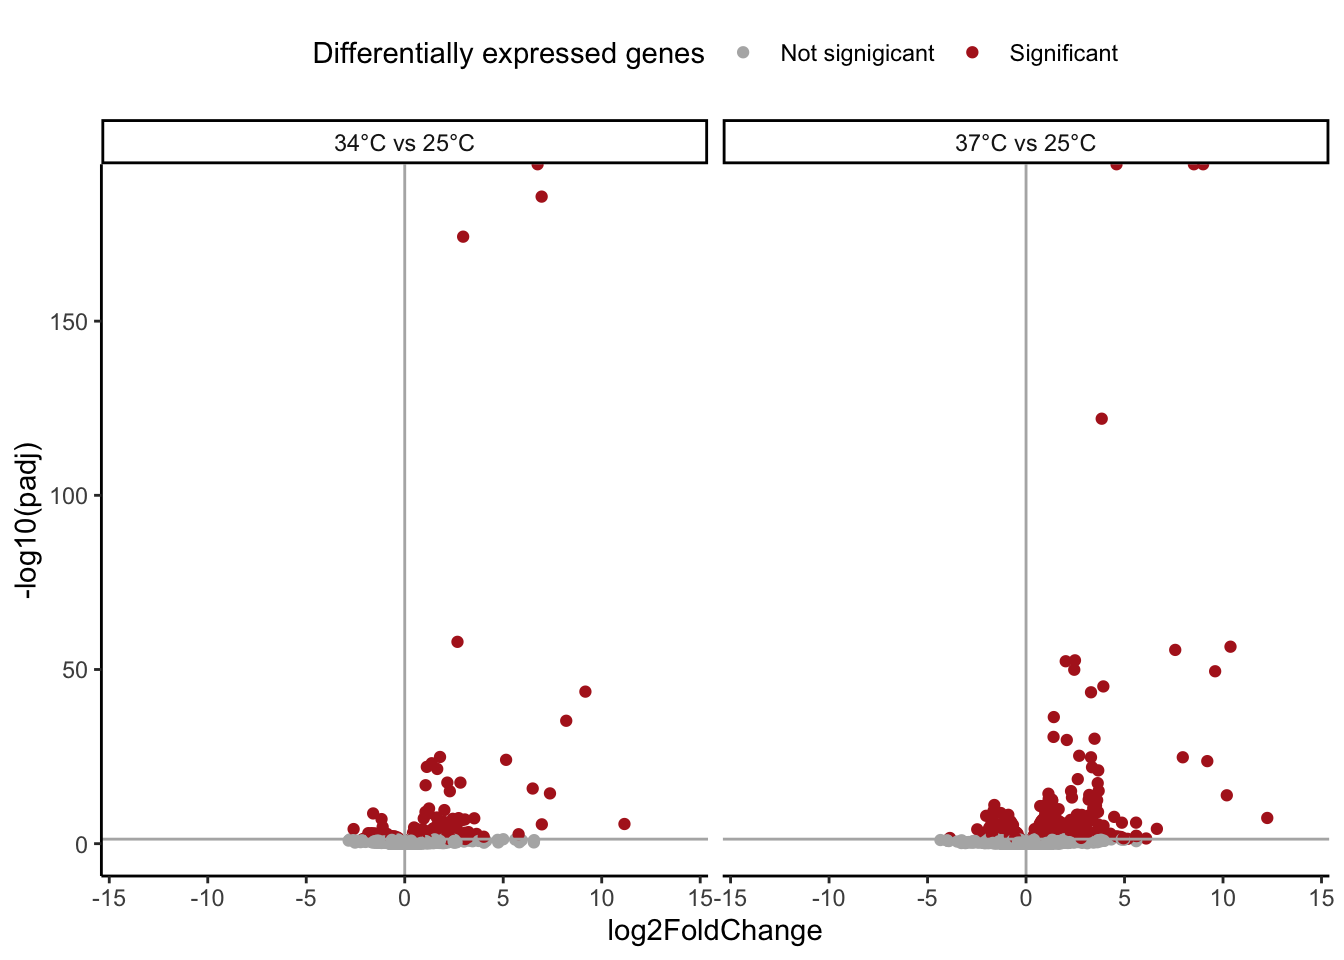 Differentially expressed genes Not signigicant Significant
34°C vs 25°C 37°C vs 25°C
-log10(padj)
150
100
50
0
-15 -10 -5 0 5 10 15 -15 -10 -5 0 5 10 15
log2FoldChange